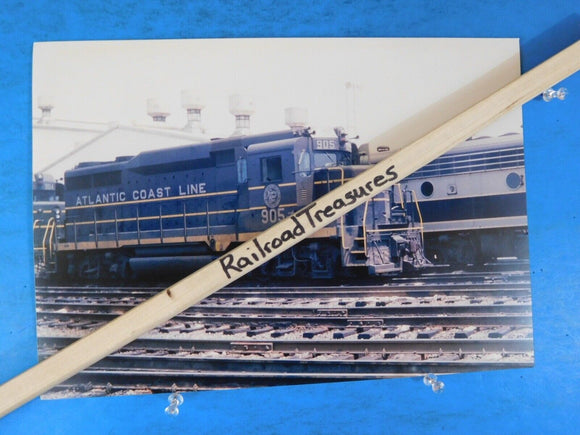 905
ATLANTIC COAST LINE
905
RailroadTreasures